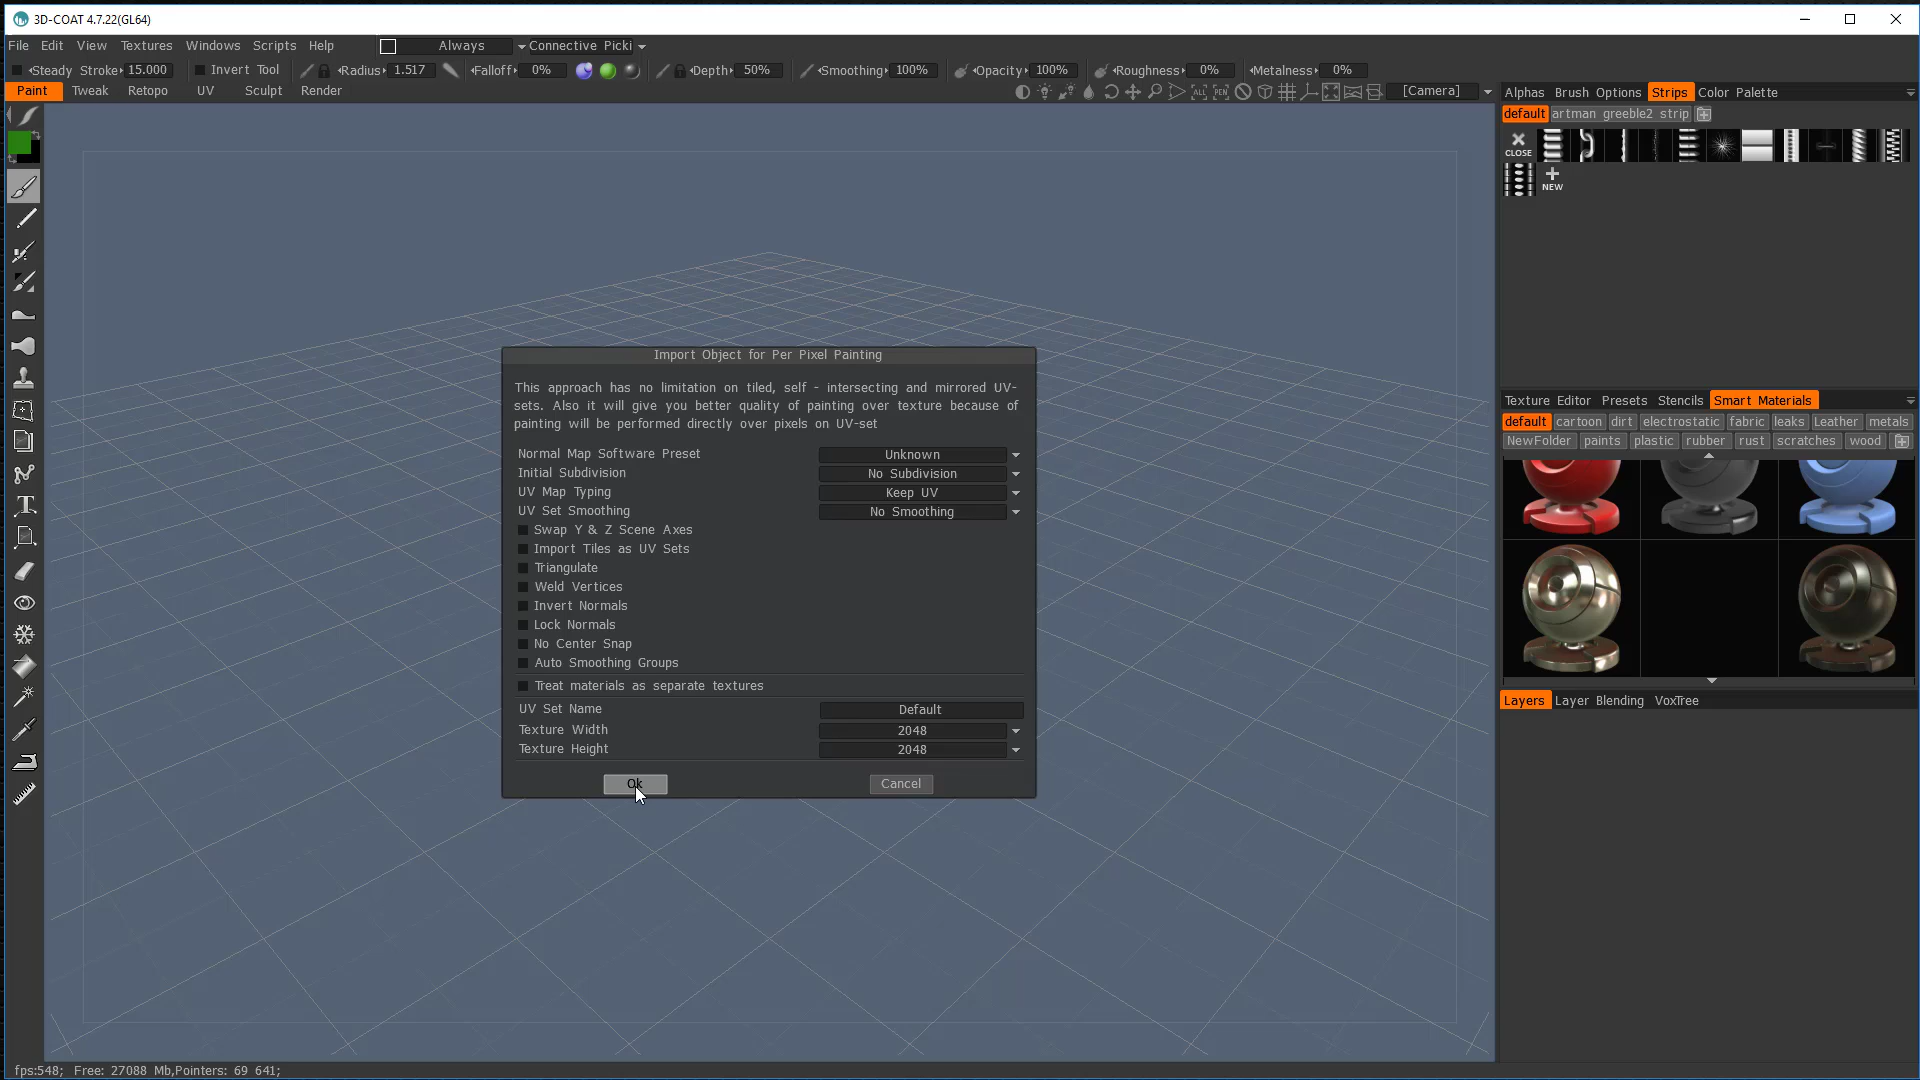 3D-COAT 4.7.22(GL64)
File Edit View Textures Windows Scripts Help Always Connective Picki
Steady Stroke 15.000 Invert Tool Radius 1.517 Falloff 0% Depth 50% Smoothing 100% Opacity 100% Roughness 0% Metalness 0%
Paint Tweak Retopo UV Sculpt Render ALL PEN [Camera]
Alphas Brush Options Strips Color Palette
default artman greeble2 strip
CLOSE
NEW
Import Object for Per Pixel Painting
This approach has no limitation on tiled, self - intersecting and mirrored UV-
sets. Also it will give you better quality of painting over texture because of
painting will be performed directly over pixels on UV-set
Normal Map Software Preset Unknown
Initial Subdivision No Subdivision
UV Map Typing Keep UV
UV Set Smoothing No Smoothing
Swap Y & Z Scene Axes
Import Tiles as UV Sets
Triangulate
Weld Vertices
Invert Normals
Lock Normals
No Center Snap
Auto Smoothing Groups
Treat materials as separate textures
UV Set Name Default
Texture Width 2048
Texture Height 2048
Ok Cancel
Texture Editor Presets Stencils Smart Materials
default cartoon dirt electrostatic fabric leaks Leather metals
NewFolder paints plastic rubber rust scratches wood
Layers Layer Blending VoxTree
fps:548; Free: 27088 Mb,Pointers: 69 641;